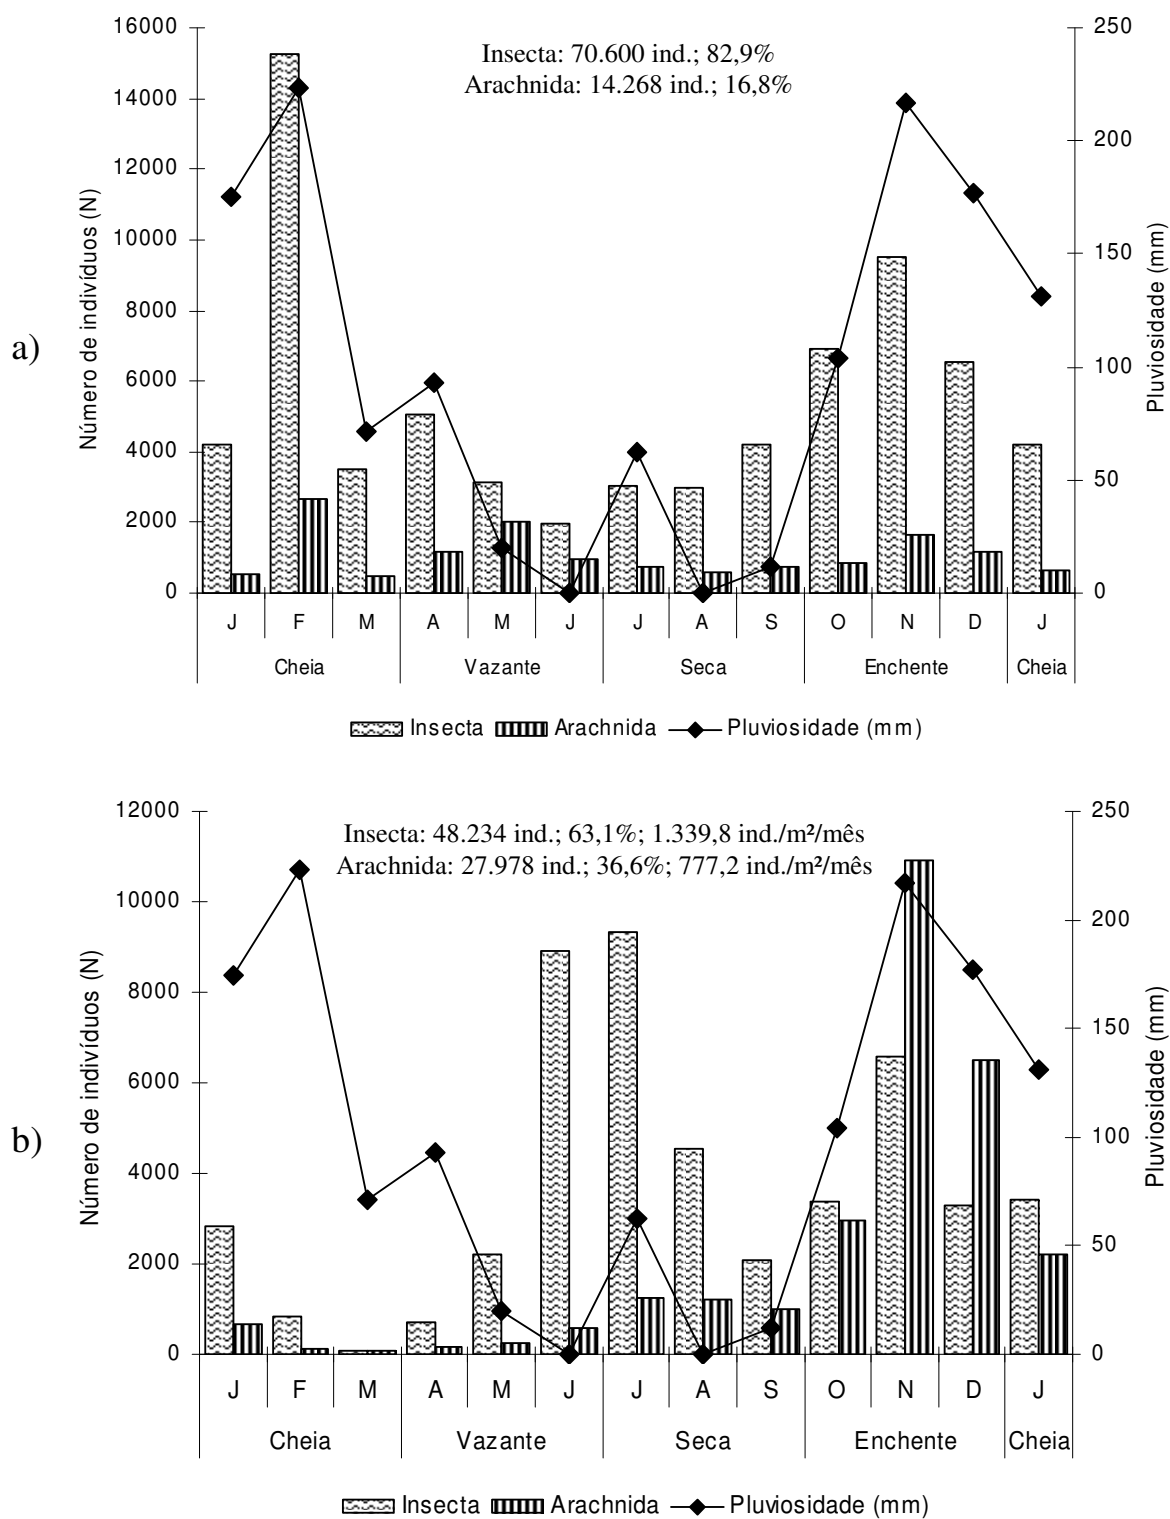 Insecta: 70.600 ind.; 82,9%
Arachnida: 14.268 ind.; 16,8%
16000
14000
12000
10000
8000
6000
4000
2000
0
250
200
150
100
50
0
Número de indivíduos (N)
Pluviosidade (mm)
a)
J F M A M J J A S O N D J
Cheia Vazante Seca Enchente Cheia
Insecta Arachnida Pluviosidade (mm)
Insecta: 48.234 ind.; 63,1%; 1.339,8 ind./m²/mês
Arachnida: 27.978 ind.; 36,6%; 777,2 ind./m²/mês
12000
10000
8000
6000
4000
2000
0
250
200
150
100
50
0
Número de indivíduos (N)
Pluviosidade (mm)
b)
J F M A M J J A S O N D J
Cheia Vazante Seca Enchente Cheia
Insecta Arachnida Pluviosidade (mm)